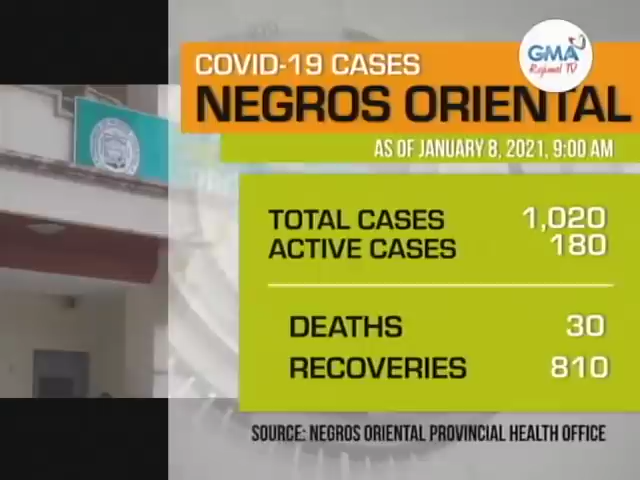 GMA
Regional TV
COVID-19 CASES
NEGROS ORIENTAL
AS OF JANUARY 8, 2021, 9:00 AM
TOTAL CASES 1,020
ACTIVE CASES 180
DEATHS 30
RECOVERIES 810
SOURCE: NEGROS ORIENTAL PROVINCIAL HEALTH OFFICE